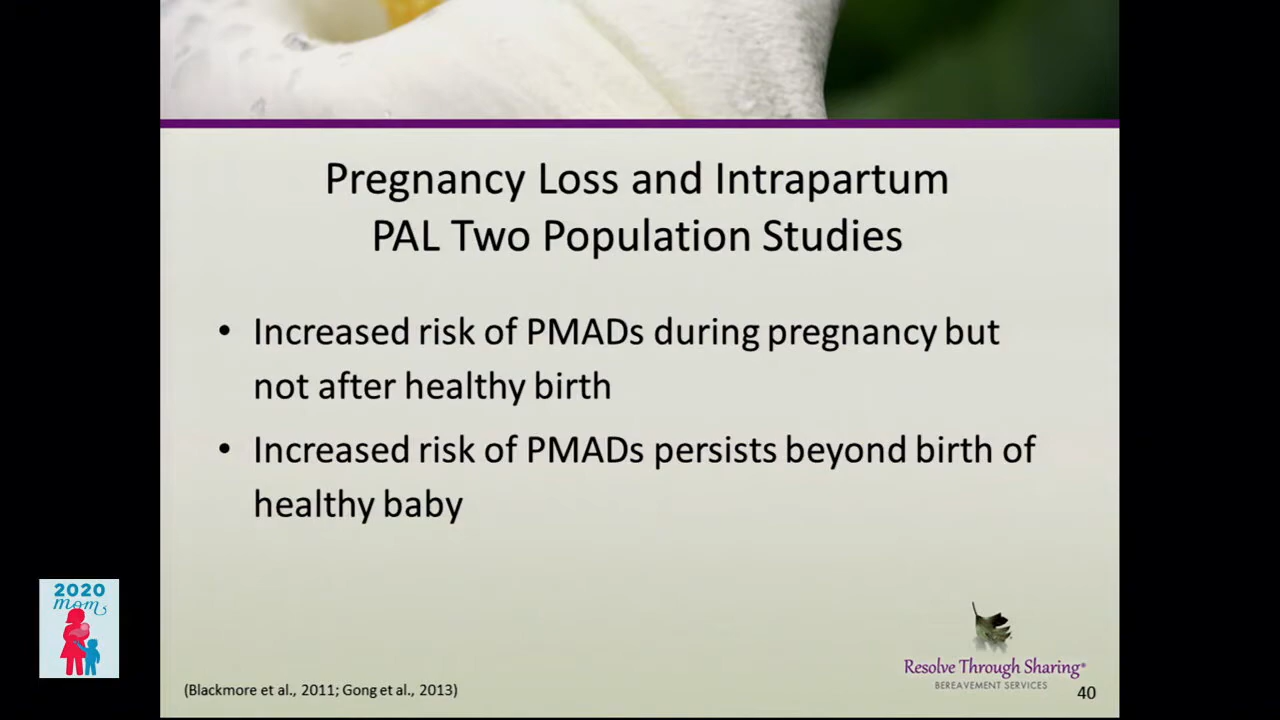 Pregnancy Loss and Intrapartum
PAL Two Population Studies
• Increased risk of PMADs during pregnancy but
not after healthy birth
• Increased risk of PMADs persists beyond birth of
healthy baby
2020
mom
Resolve Through Sharing®
BEREAVEMENT SERVICES
(Blackmore et al., 2011; Gong et al., 2013)
40